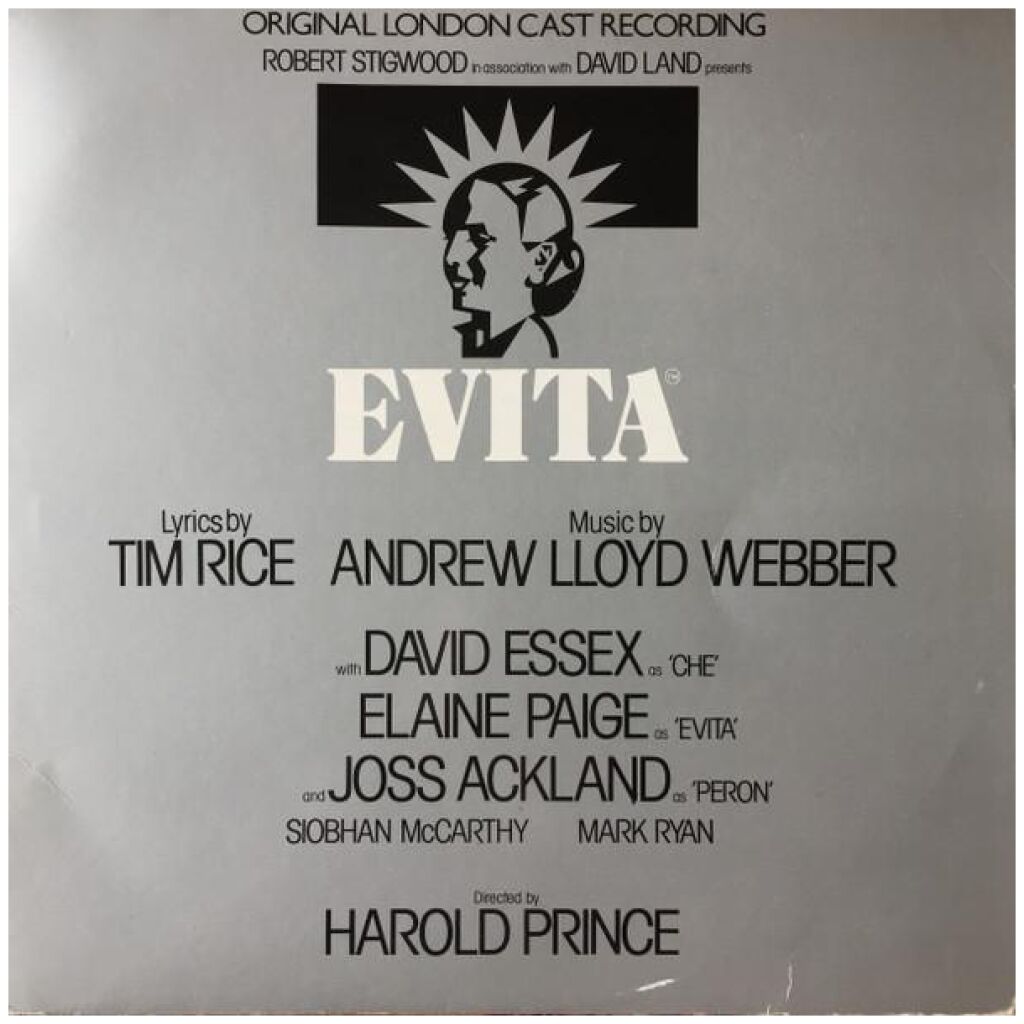 ORIGINAL LONDON CAST RECORDING
ROBERT STIGWOOD in association with DAVID LAND presents
EVITA™
Lyrics by
TIM RICE
Music by
ANDREW LLOYD WEBBER
with DAVID ESSEX as 'CHE'
ELAINE PAIGE as 'EVITA'
and JOSS ACKLAND as 'PERON'
SIOBHAN McCARTHY MARK RYAN
Directed by
HAROLD PRINCE